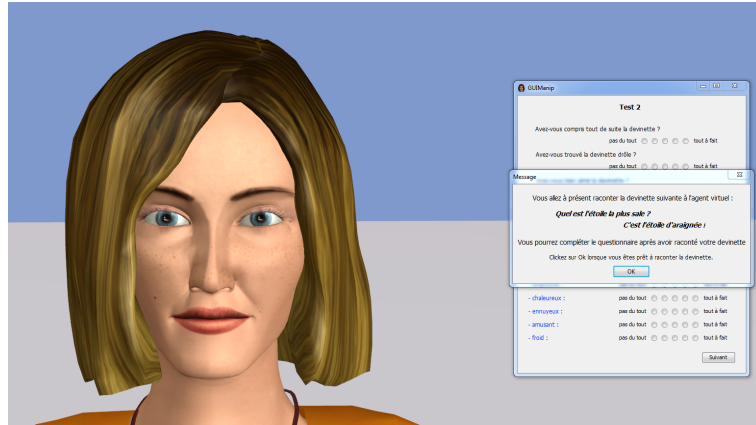 GUIManip
Test 2
Avez-vous compris tout de suite la devinette ?
pas du tout tout à fait
Avez-vous trouvé la devinette drôle ?
pas du tout tout à fait
Message
Vous allez à présent raconter la devinette suivante à l'agent virtuel :
Quel est l'étoile la plus sale ?
C'est l'étoile d'araignée !
Vous pourrez compléter le questionnaire après avoir raconté votre devinette
Clickez sur Ok lorsque vous êtes prêt à raconter la devinette.
OK
- chaleureux : pas du tout tout à fait
- ennuyeux : pas du tout tout à fait
- amusant : pas du tout tout à fait
- froid : pas du tout tout à fait
Suivant